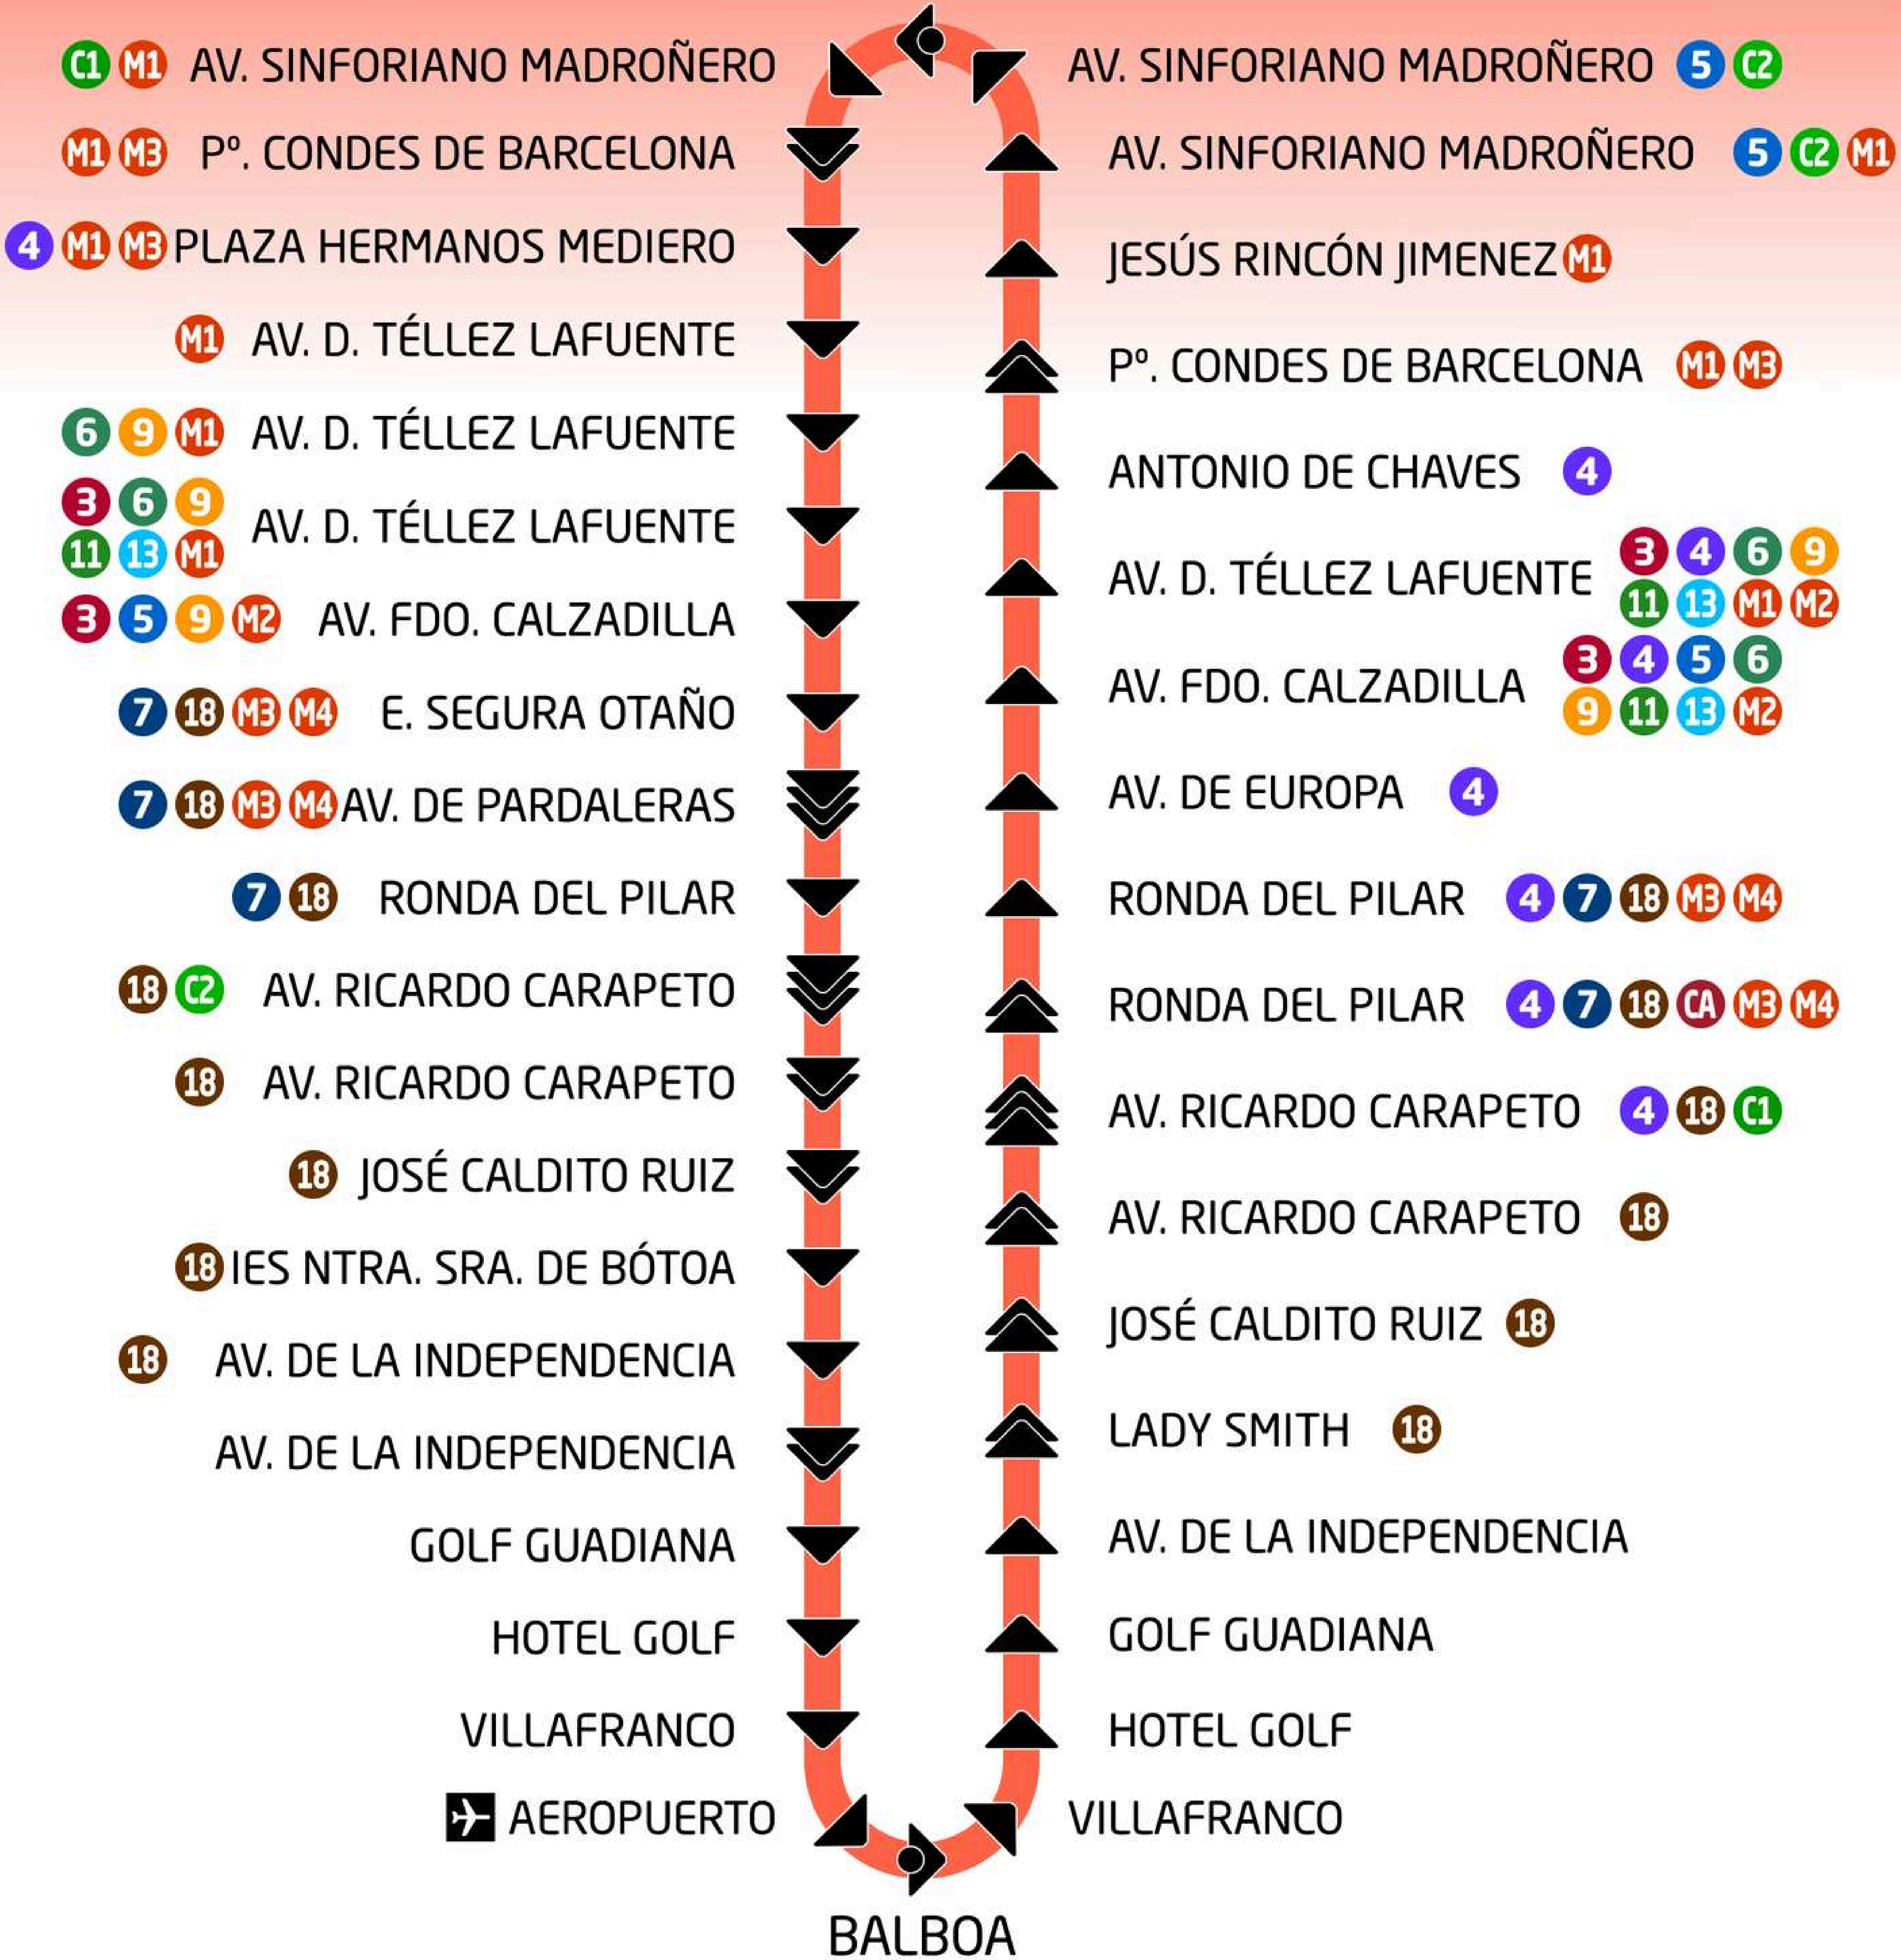 C1 M1 AV. SINFORIANO MADROÑERO
M1 M3 Pº. CONDES DE BARCELONA
4 M1 M3 PLAZA HERMANOS MEDIERO
M1 AV. D. TÉLLEZ LAFUENTE
6 9 M1 AV. D. TÉLLEZ LAFUENTE
3 6 9
11 13 M1
AV. D. TÉLLEZ LAFUENTE
3 5 9 M2 AV. FDO. CALZADILLA
7 18 M3 M4 E. SEGURA OTAÑO
7 18 M3 M4 AV. DE PARDALERAS
7 18 RONDA DEL PILAR
18 C2 AV. RICARDO CARAPETO
18 AV. RICARDO CARAPETO
18 JOSÉ CALDITO RUIZ
18 IES NTRA. SRA. DE BÓTOA
18 AV. DE LA INDEPENDENCIA
AV. DE LA INDEPENDENCIA
GOLF GUADIANA
HOTEL GOLF
VILLAFRANCO
AEROPUERTO
BALBOA
AV. SINFORIANO MADROÑERO 5 C2
AV. SINFORIANO MADROÑERO 5 C2 M1
JESÚS RINCÓN JIMENEZ M1
Pº. CONDES DE BARCELONA M1 M3
ANTONIO DE CHAVES 4
AV. D. TÉLLEZ LAFUENTE
3 4 6 9
11 13 M1 M2
AV. FDO. CALZADILLA
3 4 5 6
9 11 13 M2
AV. DE EUROPA 4
RONDA DEL PILAR 4 7 18 M3 M4
RONDA DEL PILAR 4 7 18 CA M3 M4
AV. RICARDO CARAPETO 4 18 C1
AV. RICARDO CARAPETO 18
JOSÉ CALDITO RUIZ 18
LADY SMITH 18
AV. DE LA INDEPENDENCIA
GOLF GUADIANA
HOTEL GOLF
VILLAFRANCO